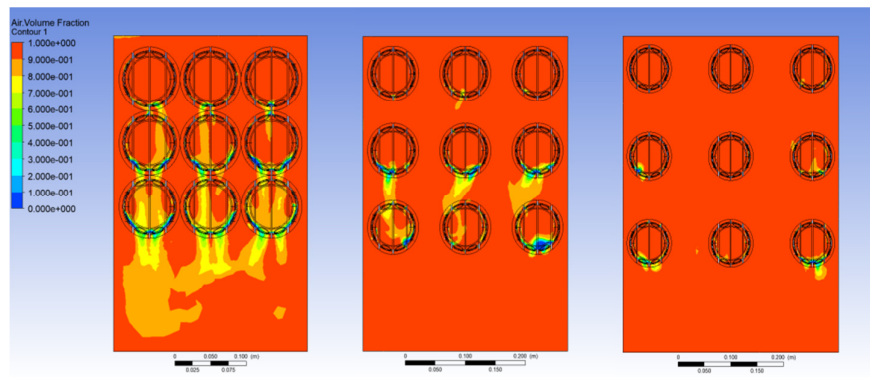 Air.Volume Fraction
Contour 1
1.000e+000
9.000e-001
8.000e-001
7.000e-001
6.000e-001
5.000e-001
4.000e-001
3.000e-001
2.000e-001
1.000e-001
0.000e+000
0 0.050 0.100 (m)
0.025 0.075
0 0.100 0.200 (m)
0.050 0.150
0 0.100 0.200 (m)
0.050 0.150